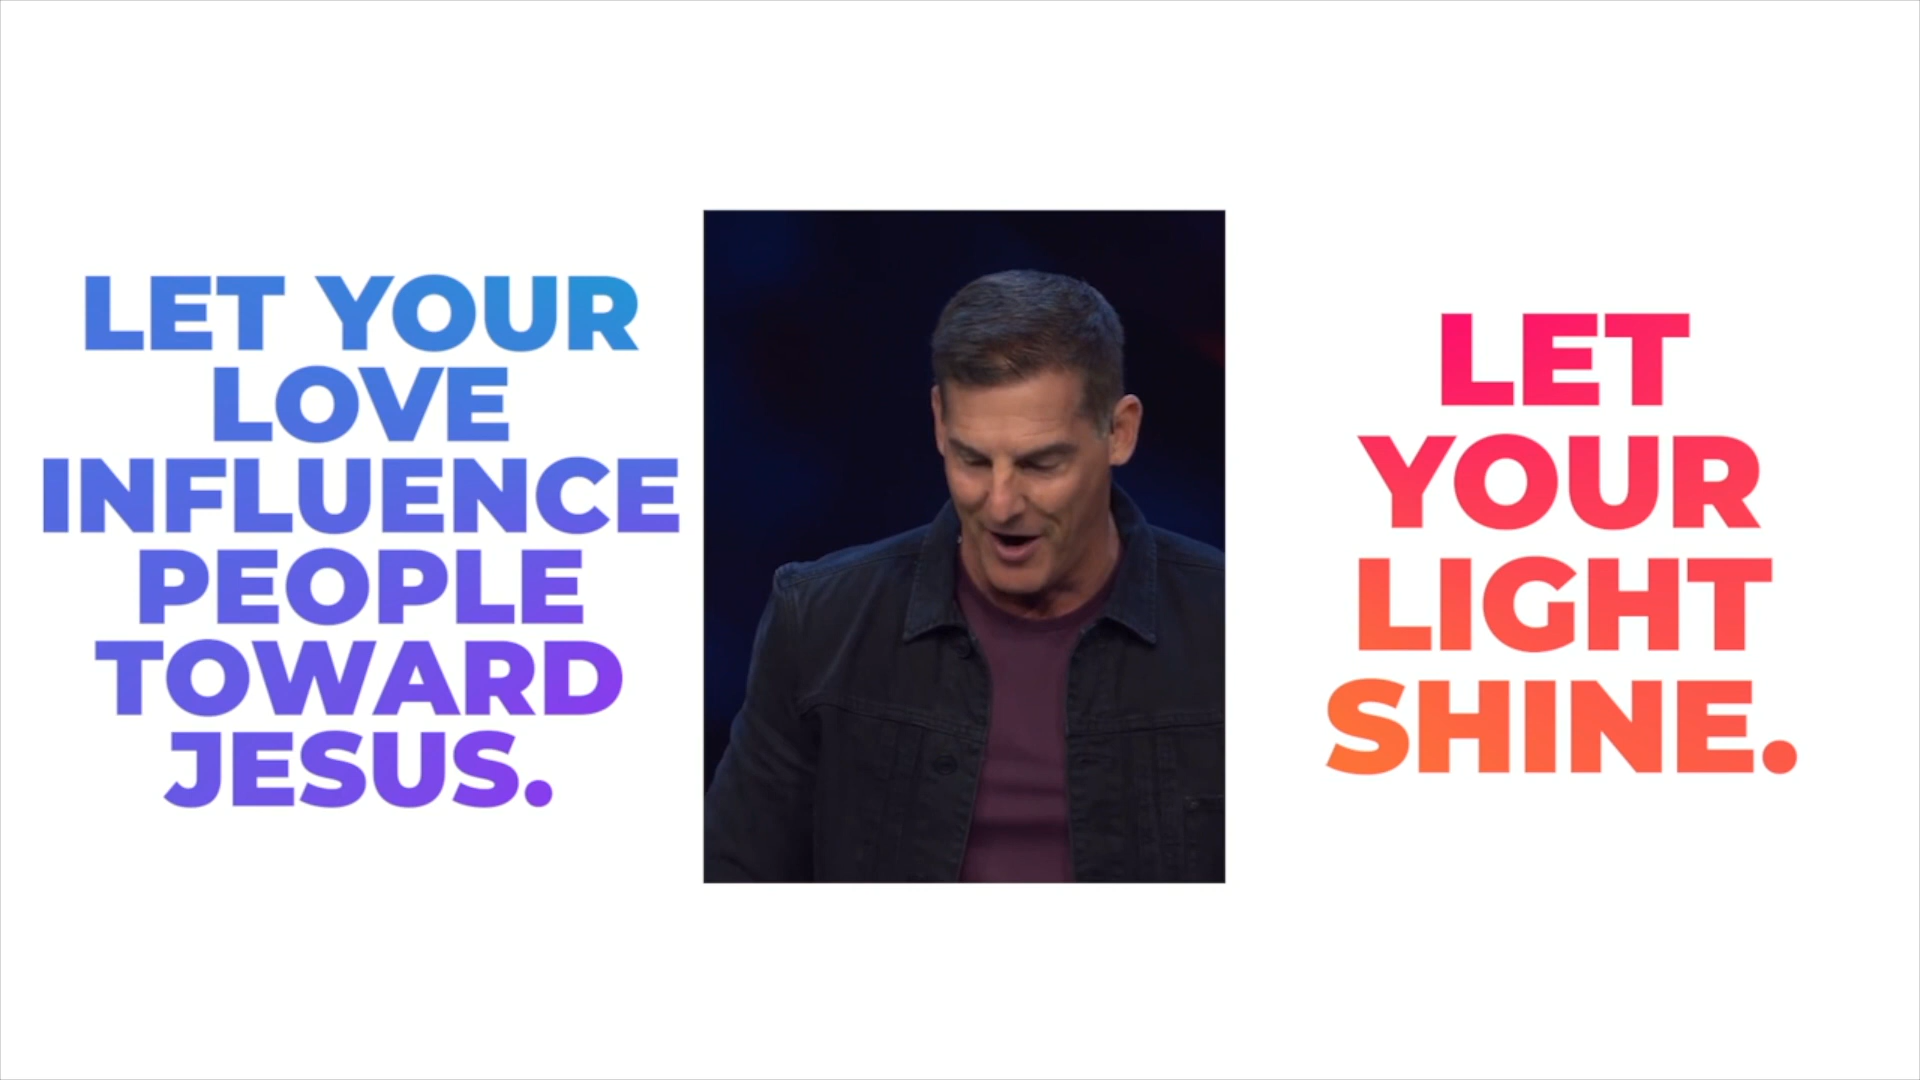 LET YOUR
LOVE
INFLUENCE
PEOPLE
TOWARD
JESUS.
LET
YOUR
LIGHT
SHINE.